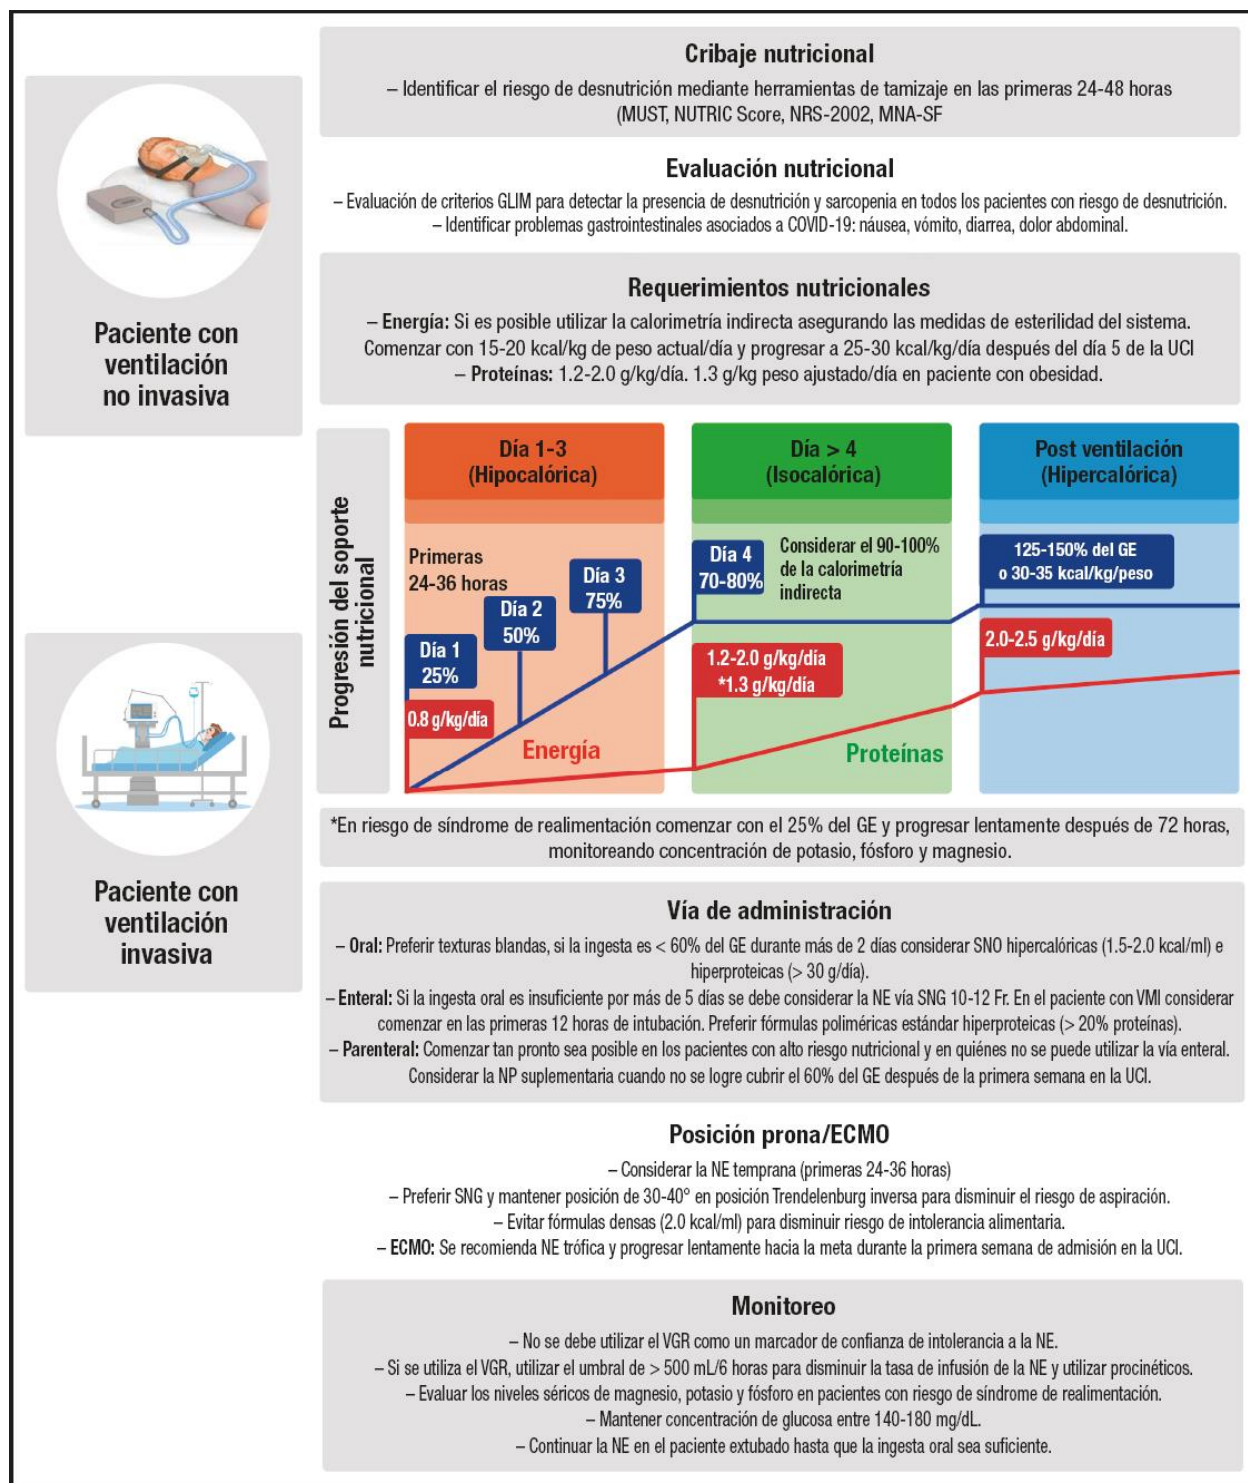 Cribaje nutricional
– Identificar el riesgo de desnutrición mediante herramientas de tamizaje en las primeras 24-48 horas
(MUST, NUTRIC Score, NRS-2002, MNA-SF
Evaluación nutricional
– Evaluación de criterios GLIM para detectar la presencia de desnutrición y sarcopenia en todos los pacientes con riesgo de desnutrición.
– Identificar problemas gastrointestinales asociados a COVID-19: náusea, vómito, diarrea, dolor abdominal.
Paciente con
ventilación
no invasiva
Requerimientos nutricionales
– Energía: Si es posible utilizar la calorimetría indirecta asegurando las medidas de esterilidad del sistema.
Comenzar con 15-20 kcal/kg de peso actual/día y progresar a 25-30 kcal/kg/día después del día 5 de la UCI
– Proteínas: 1.2-2.0 g/kg/día. 1.3 g/kg peso ajustado/día en paciente con obesidad.
Progresión del soporte
nutricional
Día 1-3
(Hipocalórica)
Día > 4
(Isocalórica)
Post ventilación
(Hipercalórica)
Primeras
24-36 horas
Día 1
25%
Día 2
50%
Día 3
75%
0.8 g/kg/día
Energía
Día 4
70-80%
Considerar el 90-100%
de la calorimetría
indirecta
1.2-2.0 g/kg/día
*1.3 g/kg/día
Proteínas
125-150% del GE
o 30-35 kcal/kg/peso
2.0-2.5 g/kg/día
*En riesgo de síndrome de realimentación comenzar con el 25% del GE y progresar lentamente después de 72 horas,
monitoreando concentración de potasio, fósforo y magnesio.
Paciente con
ventilación
invasiva
Vía de administración
– Oral: Preferir texturas blandas, si la ingesta es < 60% del GE durante más de 2 días considerar SNO hipercalóricas (1.5-2.0 kcal/ml) e
hiperproteicas (> 30 g/día).
– Enteral: Si la ingesta oral es insuficiente por más de 5 días se debe considerar la NE vía SNG 10-12 Fr. En el paciente con VMI considerar
comenzar en las primeras 12 horas de intubación. Preferir fórmulas poliméricas estándar hiperproteicas (> 20% proteínas).
– Parenteral: Comenzar tan pronto sea posible en los pacientes con alto riesgo nutricional y en quiénes no se puede utilizar la vía enteral.
Considerar la NP suplementaria cuando no se logre cubrir el 60% del GE después de la primera semana en la UCI.
Posición prona/ECMO
– Considerar la NE temprana (primeras 24-36 horas)
– Preferir SNG y mantener posición de 30-40° en posición Trendelenburg inversa para disminuir el riesgo de aspiración.
– Evitar fórmulas densas (2.0 kcal/ml) para disminuir riesgo de intolerancia alimentaria.
– ECMO: Se recomienda NE trófica y progresar lentamente hacia la meta durante la primera semana de admisión en la UCI.
Monitoreo
– No se debe utilizar el VGR como un marcador de confianza de intolerancia a la NE.
– Si se utiliza el VGR, utilizar el umbral de > 500 mL/6 horas para disminuir la tasa de infusión de la NE y utilizar procinéticos.
– Evaluar los niveles séricos de magnesio, potasio y fósforo en pacientes con riesgo de síndrome de realimentación.
– Mantener concentración de glucosa entre 140-180 mg/dL.
– Continuar la NE en el paciente extubado hasta que la ingesta oral sea suficiente.